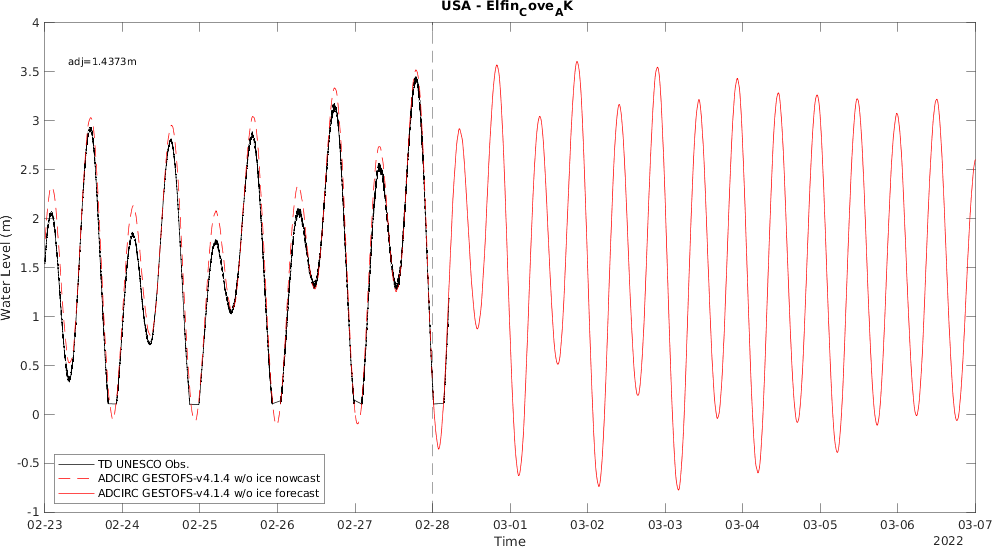 USA - Elfin_Cove_AK
adj=1.4373m
4
3.5
3
2.5
2
1.5
1
0.5
0
-0.5
-1
Water Level (m)
TD UNESCO Obs.
ADCIRC GESTOFS-v4.1.4 w/o ice nowcast
ADCIRC GESTOFS-v4.1.4 w/o ice forecast
02-23 02-24 02-25 02-26 02-27 02-28 03-01 03-02 03-03 03-04 03-05 03-06 03-07
Time
2022